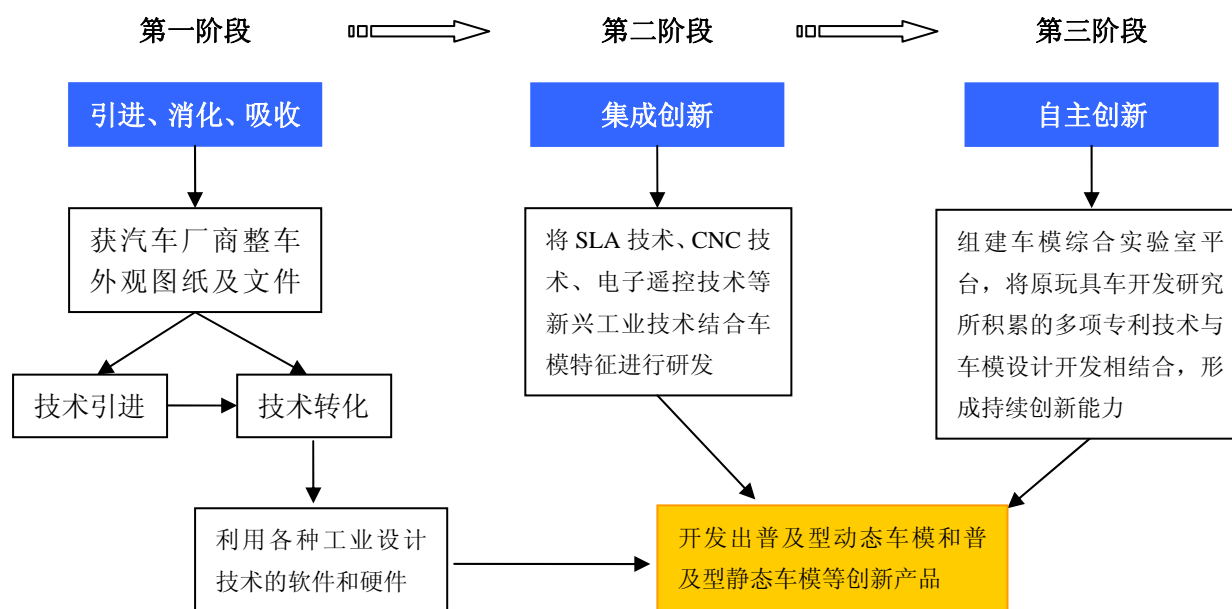 第一阶段
第二阶段
第三阶段
引进、消化、吸收
集成创新
自主创新
获汽车厂商整车
外观图纸及文件
将 SLA 技术、CNC 技
术、电子遥控技术等
新兴工业技术结合车
模特征进行研发
组建车模综合实验室平
台，将原玩具车开发研究
所积累的多项专利技术与
车模设计开发相结合，形
成持续创新能力
技术引进
技术转化
利用各种工业设计
技术的软件和硬件
开发出普及型动态车模和普
及型静态车模等创新产品